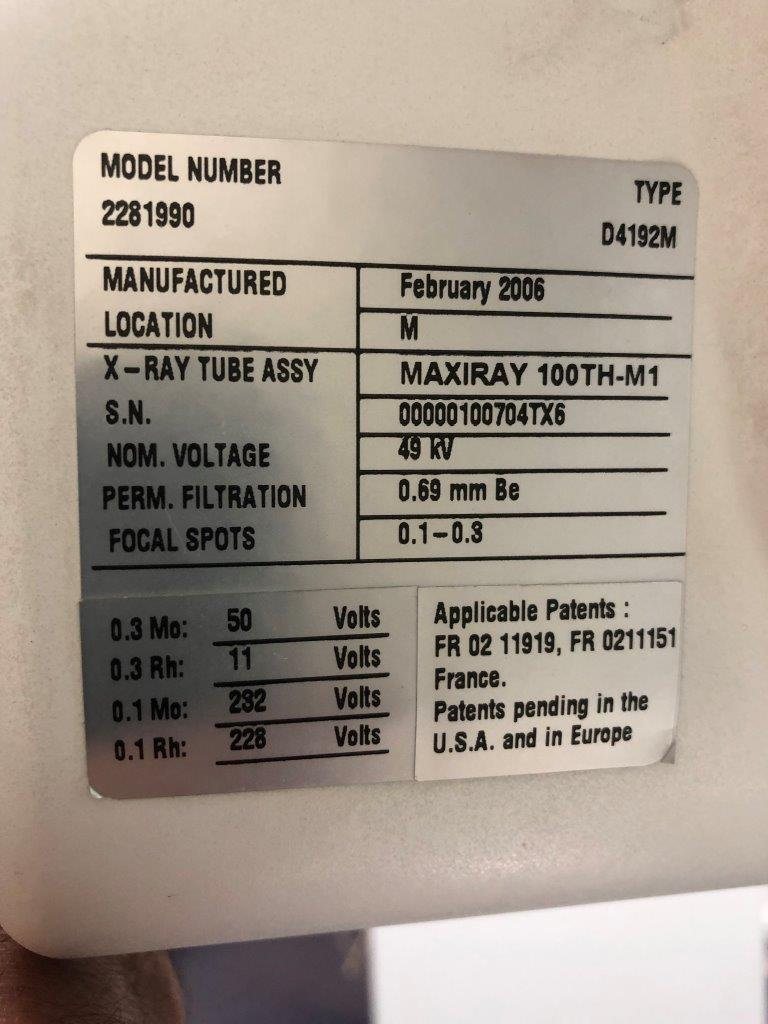 MODEL NUMBER TYPE
2281990 D4192M
MANUFACTURED February 2006
LOCATION M
X-RAY TUBE ASSY MAXIRAY 100TH-M1
S.N. 00000100704TX6
NOM. VOLTAGE 49 kV
PERM. FILTRATION 0.69 mm Be
FOCAL SPOTS 0.1-0.3
0.3 Mo: 50 Volts
0.3 Rh: 11 Volts
0.1 Mo: 232 Volts
0.1 Rh: 228 Volts
Applicable Patents :
FR 02 11919, FR 0211151
France.
Patents pending in the
U.S.A. and in Europe